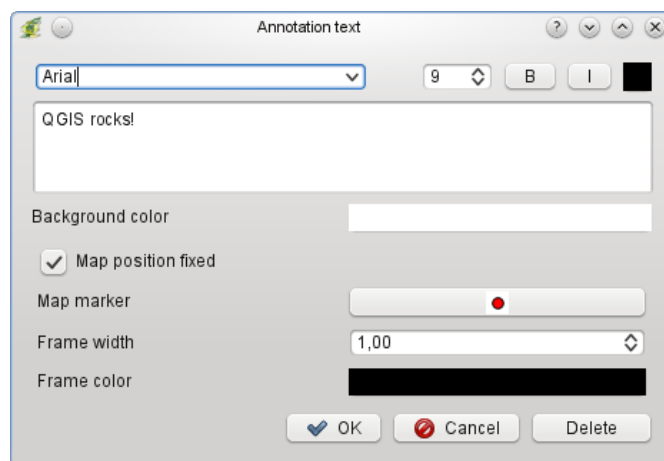 Annotation text
Arial 9 B I
QGIS rocks!
Background color
Map position fixed
Map marker
Frame width 1,00
Frame color
OK Cancel Delete